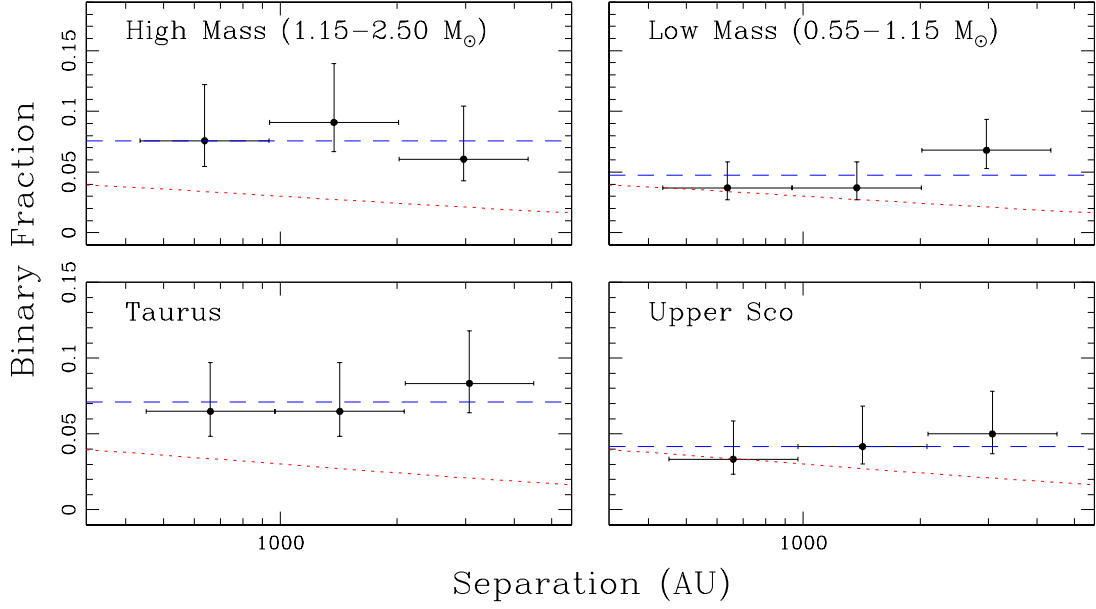 High Mass (1.15−2.50 M⊙)
Low Mass (0.55−1.15 M⊙)
0.15
0.1
0.05
0
Taurus
Upper Sco
0.15
0.1
0.05
0
1000
1000
Binary Fraction
Separation (AU)